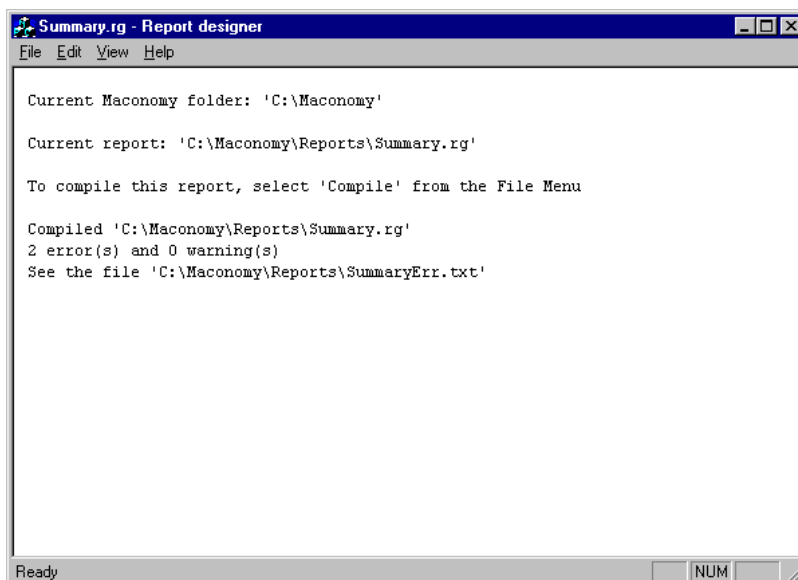 Summary.rg - Report designer
File Edit View Help
Current Maconomy folder: 'C:\Maconomy'
Current report: 'C:\Maconomy\Reports\Summary.rg'
To compile this report, select 'Compile' from the File Menu
Compiled 'C:\Maconomy\Reports\Summary.rg'
2 error(s) and 0 warning(s)
See the file 'C:\Maconomy\Reports\SummaryErr.txt'
Ready NUM